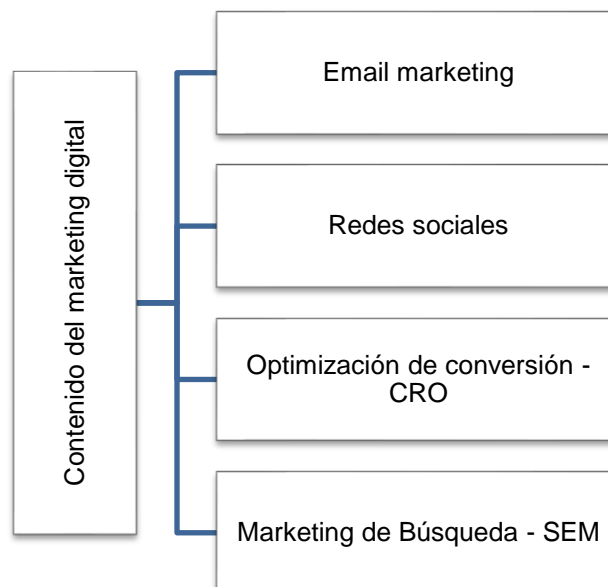 Contenido del marketing digital
Email marketing
Redes sociales
Optimización de conversión -
CRO
Marketing de Búsqueda - SEM